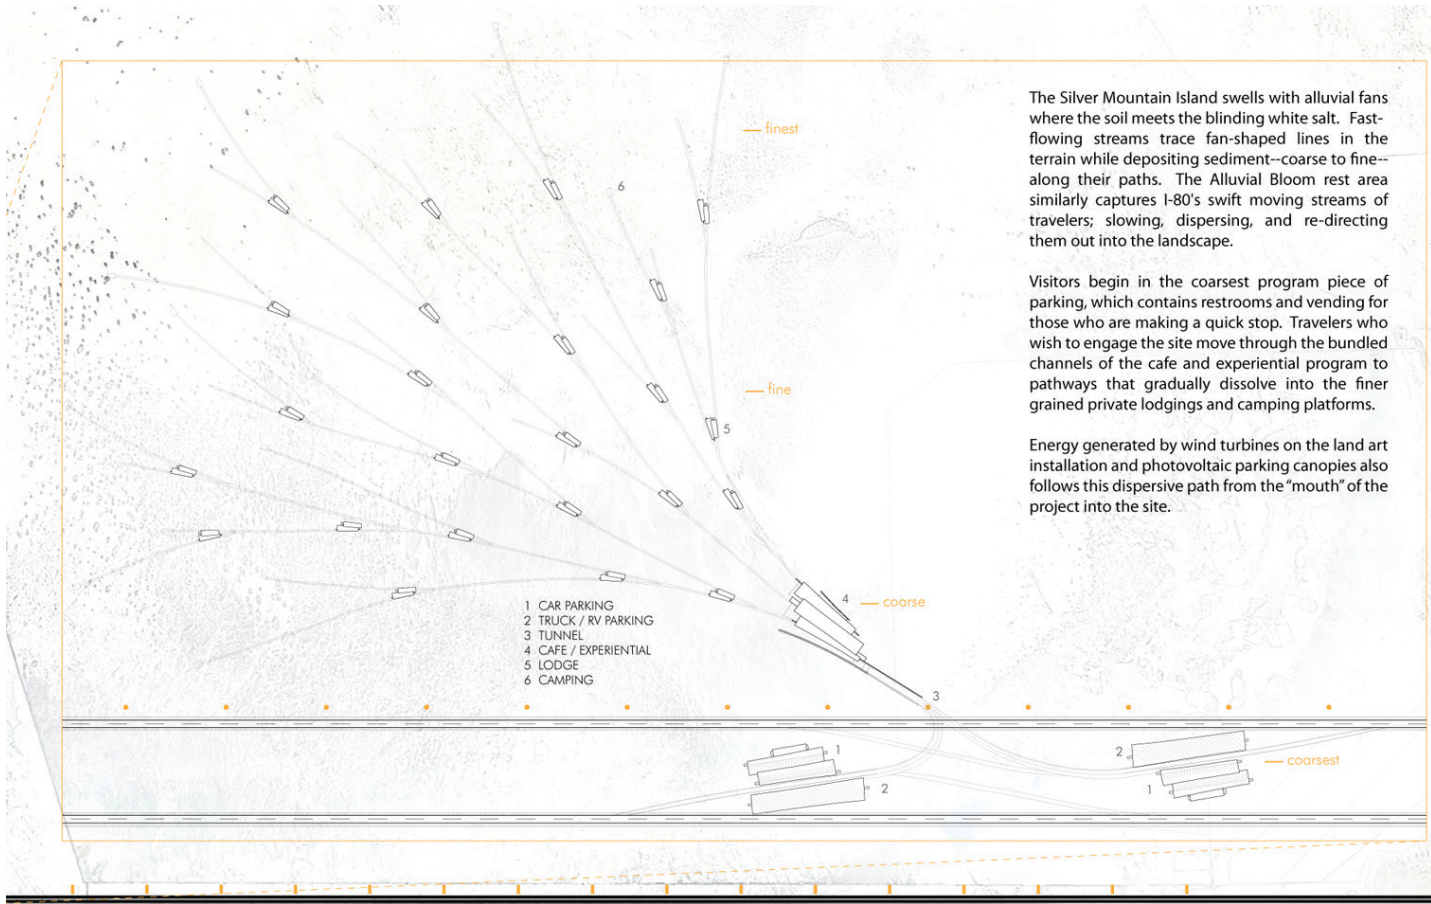 The Silver Mountain Island swells with alluvial fans
where the soil meets the blinding white salt.  Fast-
flowing streams trace fan-shaped lines in the
terrain while depositing sediment--coarse to fine--
along their paths.  The Alluvial Bloom rest area
similarly captures I-80's swift moving streams of
travelers; slowing, dispersing, and re-directing
them out into the landscape.
Visitors begin in the coarsest program piece of
parking, which contains restrooms and vending for
those who are making a quick stop.  Travelers who
wish to engage the site move through the bundled
channels of the cafe and experiential program to
pathways that gradually dissolve into the finer
grained private lodgings and camping platforms.
Energy generated by wind turbines on the land art
installation and photovoltaic parking canopies also
follows this dispersive path from the "mouth" of the
project into the site.
finest
6
fine
5
4
coarse
1 CAR PARKING
2 TRUCK / RV PARKING
3 TUNNEL
4 CAFE / EXPERIENTIAL
5 LODGE
6 CAMPING
3
1
2
2
1
coarsest